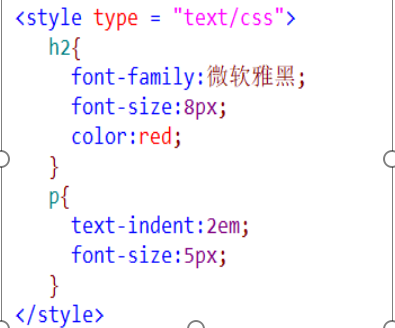 <style type = "text/css">
h2{
font-family:微软雅黑;
font-size:8px;
color:red;
}
p{
text-indent:2em;
font-size:5px;
}
</style>